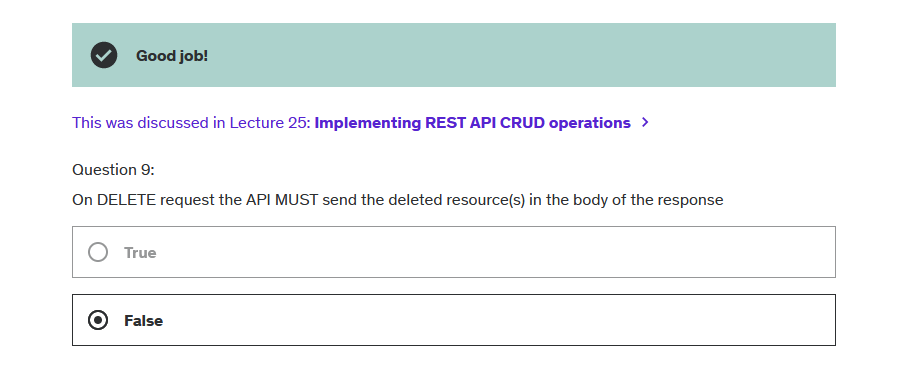 Good job!
This was discussed in Lecture 25: Implementing REST API CRUD operations >
Question 9:
On DELETE request the API MUST send the deleted resource(s) in the body of the response
True
False